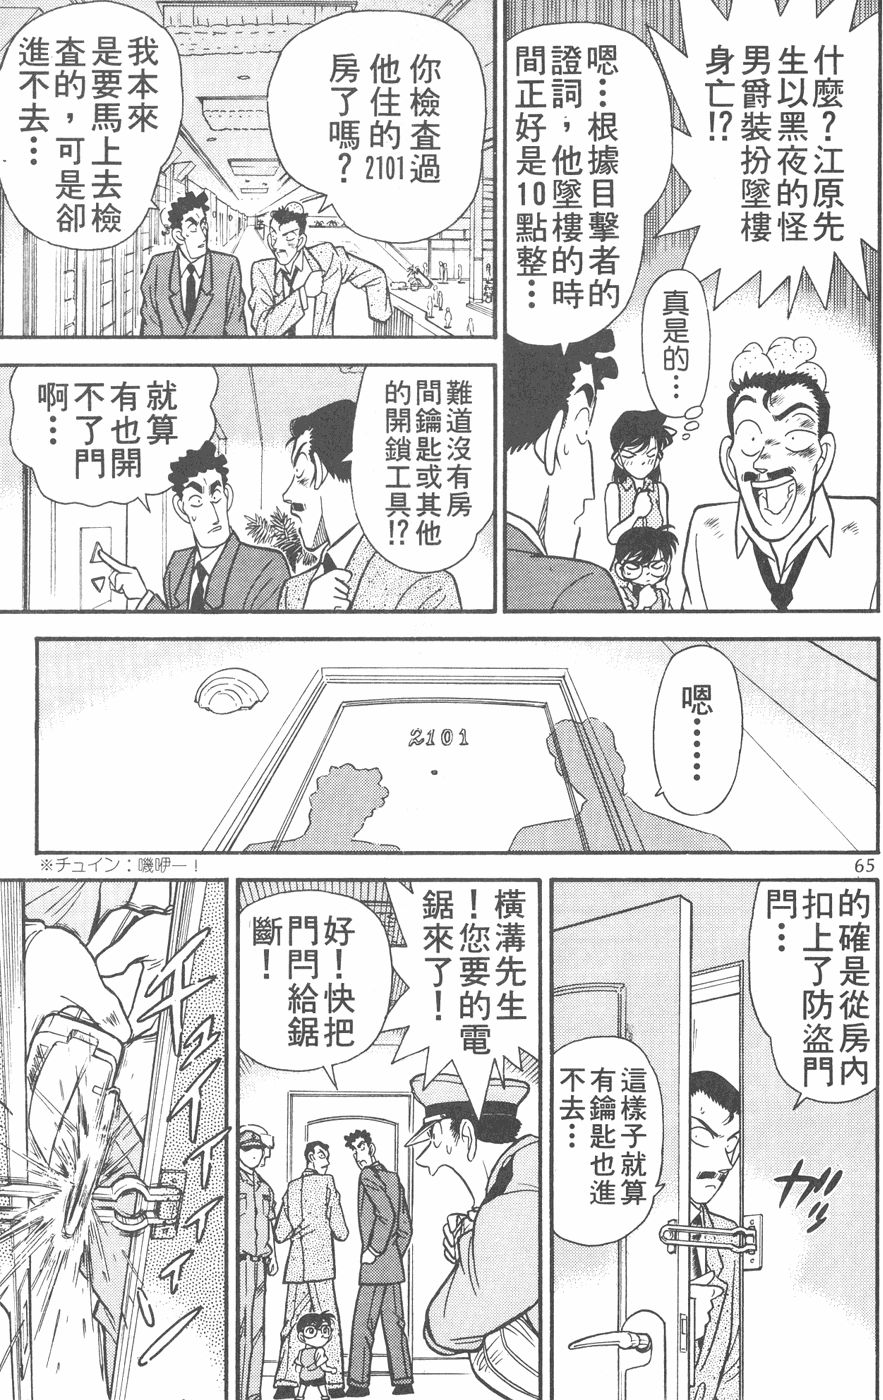 什麼？江原先
生以黑夜的怪
男爵裝扮墜樓
身亡!?
嗯…根據目擊者的
證詞，他墜樓的時
間正好是10點整…
真是的…
你檢查過
他住的2101
房了嗎？
我本來
是要馬上去檢
查的，可是卻
進不去…
難道沒有房
間鑰匙或其他
的開鎖工具!?
就算
有也開
不了門
啊…
嗯………
2101
※チュイン：嘰咿—！
65
的確是從房內
扣上了防盜門
閂…
這樣子就算
有鑰匙也進
不去…
ガッ
橫溝先生
！您要的電
鋸來了！
好！快把
門閂給鋸
斷！
チュイイイイ